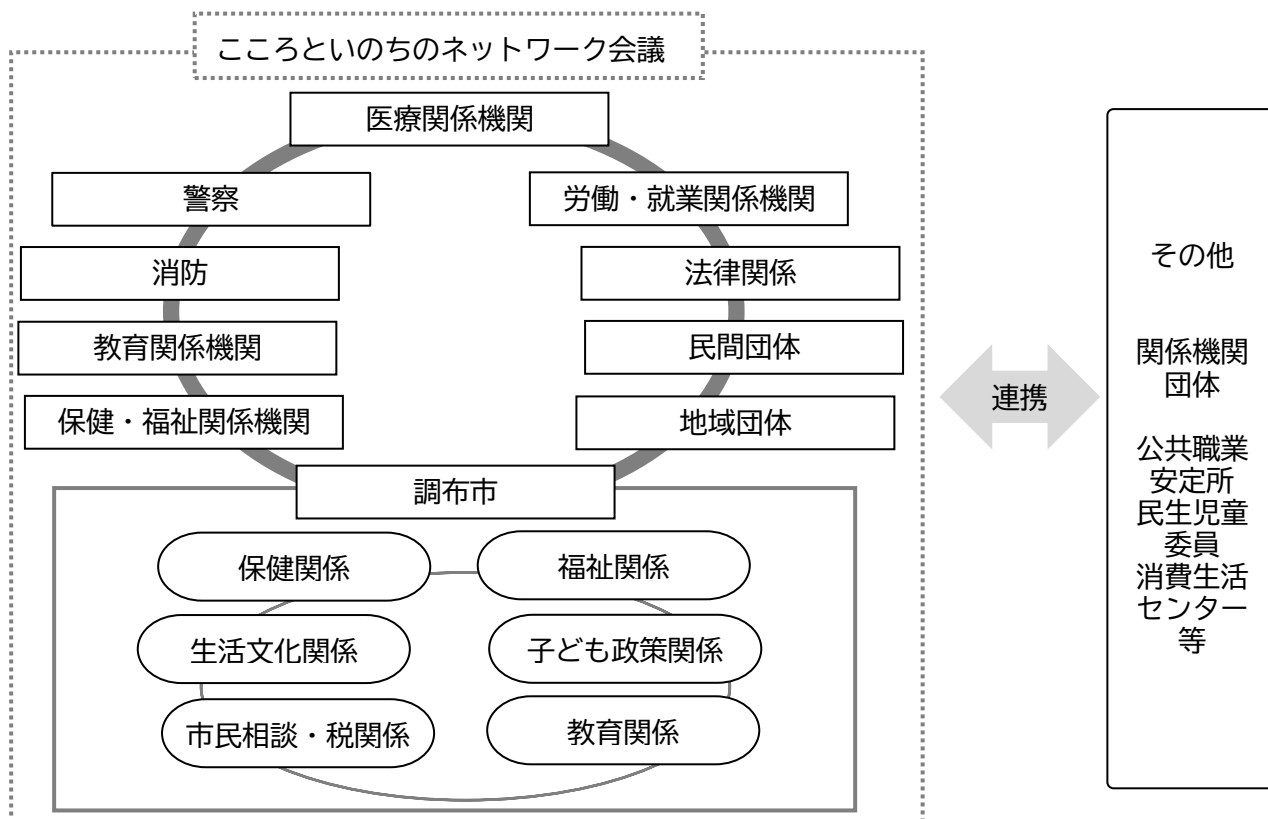 こころといのちのネットワーク会議
医療関係機関
警察
労働・就業関係機関
消防
法律関係
教育関係機関
民間団体
保健・福祉関係機関
地域団体
調布市
保健関係
福祉関係
生活文化関係
子ども政策関係
市民相談・税関係
教育関係
連携
その他
関係機関
団体
公共職業
安定所
民生児童
委員
消費生活
センター
等